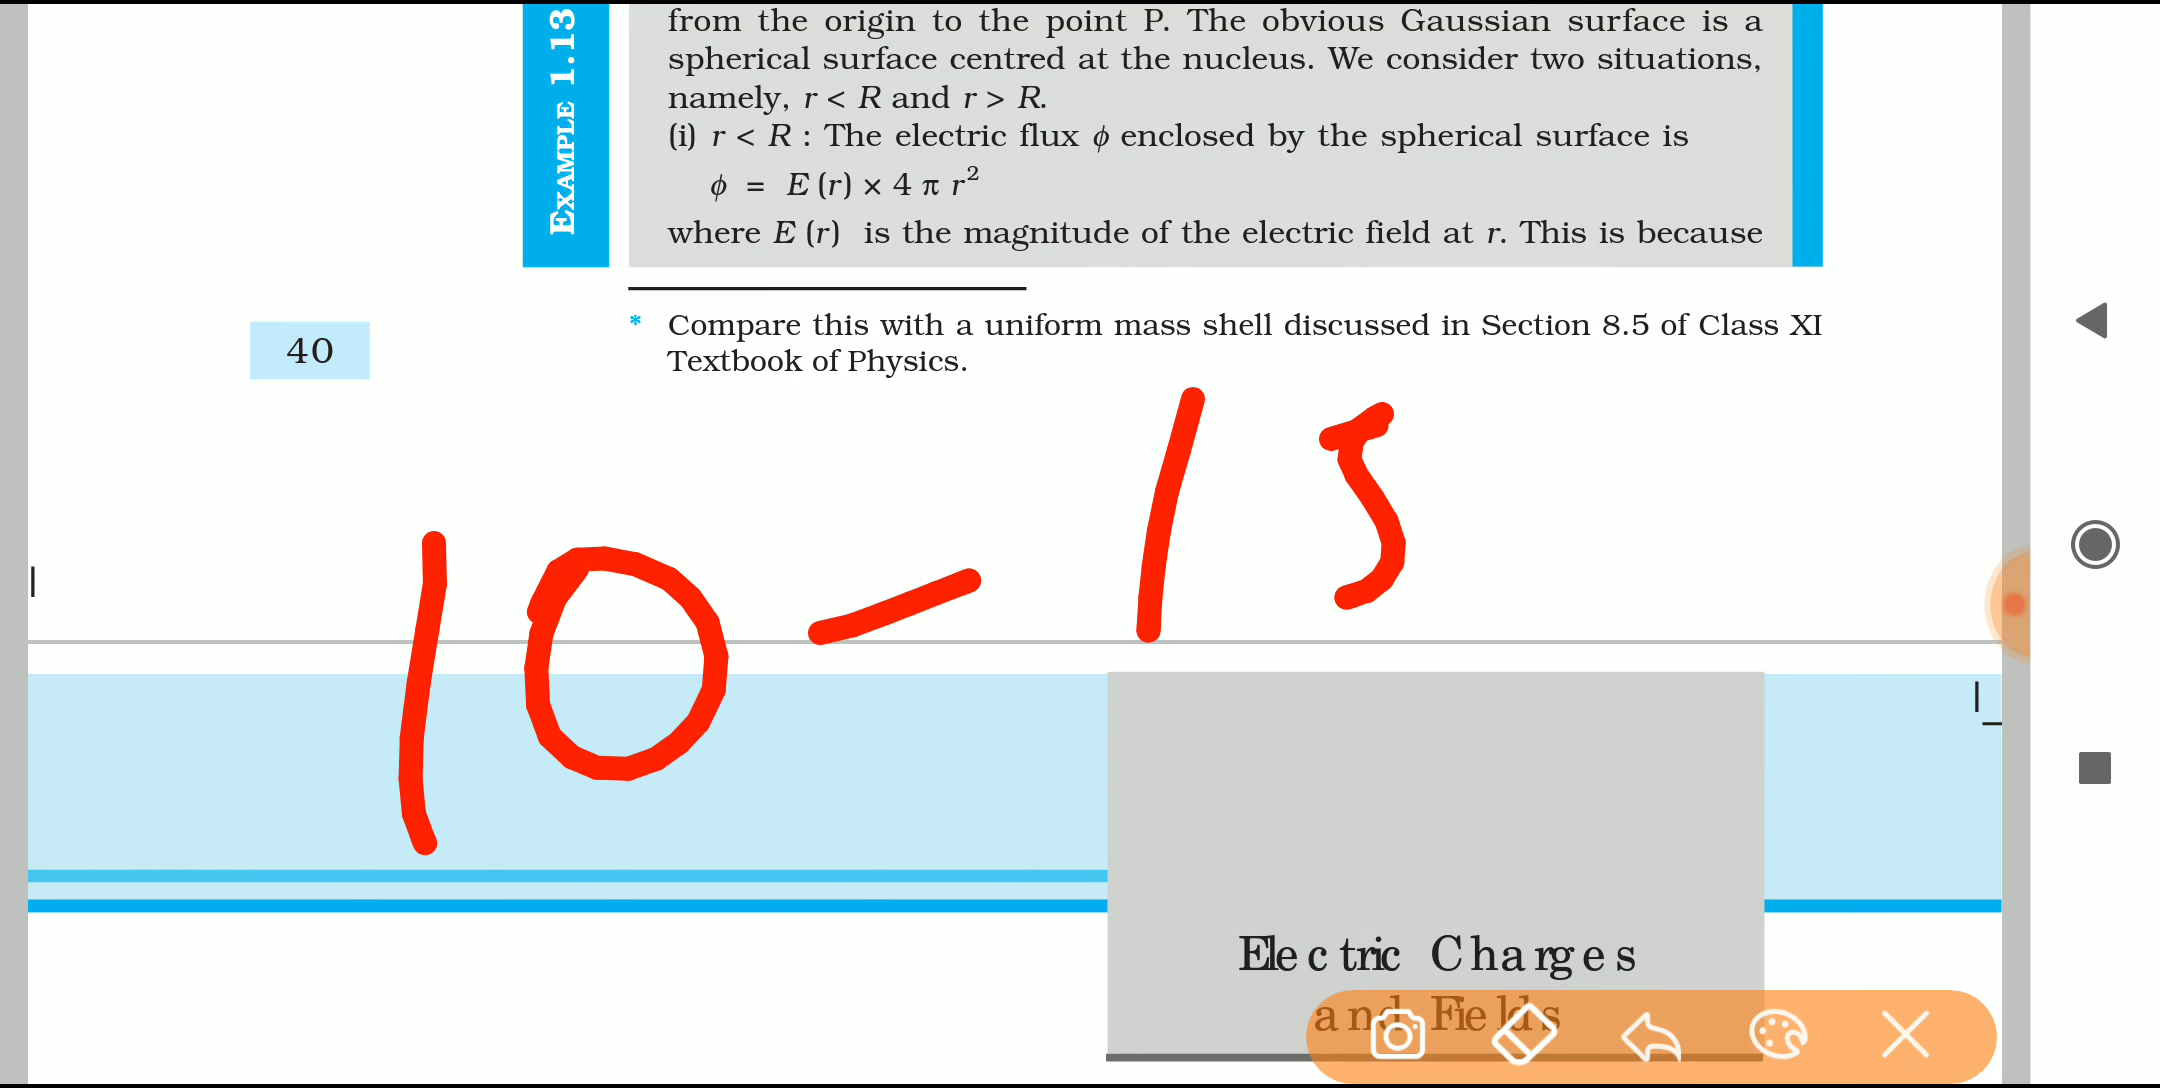 EXAMPLE 1.13
from the origin to the point P. The obvious Gaussian surface is a
spherical surface centred at the nucleus. We consider two situations,
namely, r < R and r > R.
(i) r < R : The electric flux ϕ enclosed by the spherical surface is
ϕ = E (r) × 4 π r²
where E (r) is the magnitude of the electric field at r. This is because
* Compare this with a uniform mass shell discussed in Section 8.5 of Class XI
Textbook of Physics.
40
10 - 15
Electric Charges
and Fields